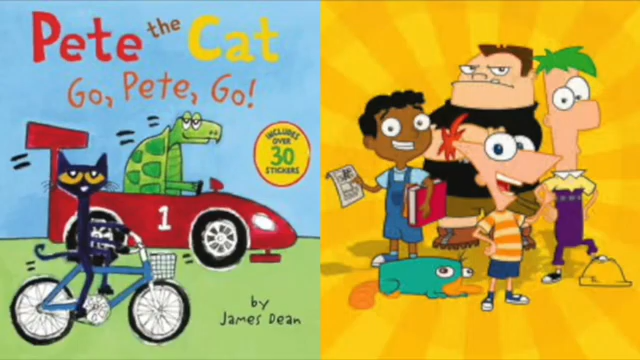 Pete the Cat
Go, Pete, Go!
INCLUDES
OVER
30
STICKERS
1
by
James Dean